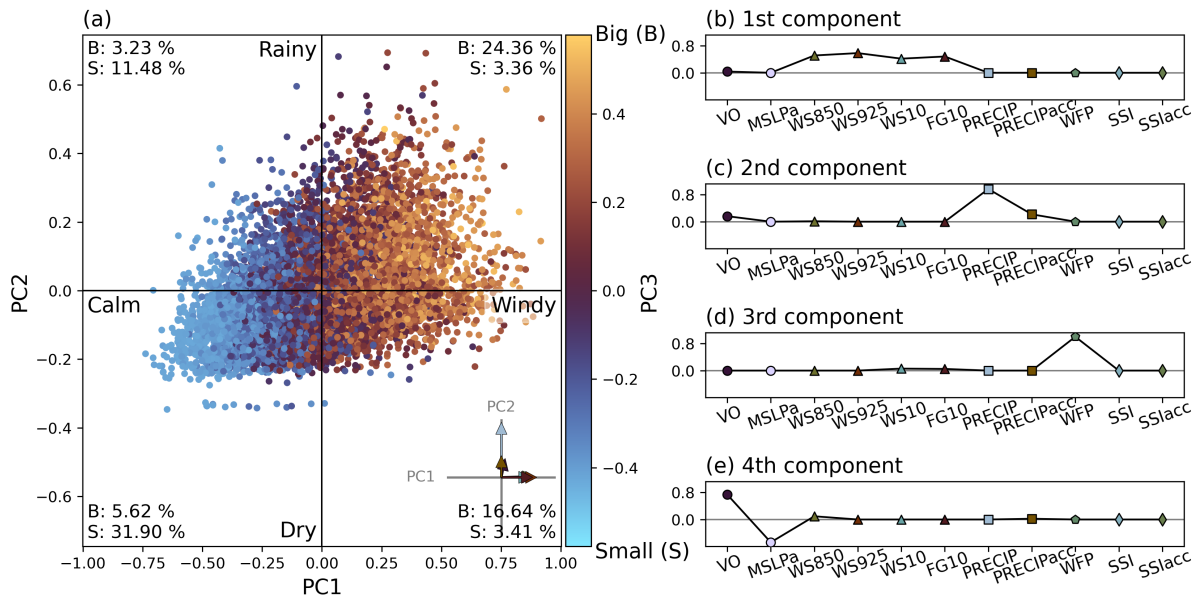 (a)
B: 3.23 %
S: 11.48 %
Rainy
B: 24.36 %
S: 3.36 %
Calm
Windy
B: 5.62 %
S: 31.90 %
Dry
B: 16.64 %
S: 3.41 %
PC2
PC1
0.6
0.4
0.2
0.0
−0.2
−0.4
−0.6
PC2
−1.00
−0.75
−0.50
−0.25
0.00
0.25
0.50
0.75
1.00
PC1
Big (B)
0.4
0.2
0.0
−0.2
−0.4
Small (S)
PC3
(b) 1st component
0.8
0.0
VO
MSLPa
WS850
WS925
WS10
FG10
PRECIP
PRECIPacc
WFP
SSI
SSIacc
(c) 2nd component
0.8
0.0
VO
MSLPa
WS850
WS925
WS10
FG10
PRECIP
PRECIPacc
WFP
SSI
SSIacc
(d) 3rd component
0.8
0.0
VO
MSLPa
WS850
WS925
WS10
FG10
PRECIP
PRECIPacc
WFP
SSI
SSIacc
(e) 4th component
0.8
0.0
VO
MSLPa
WS850
WS925
WS10
FG10
PRECIP
PRECIPacc
WFP
SSI
SSIacc